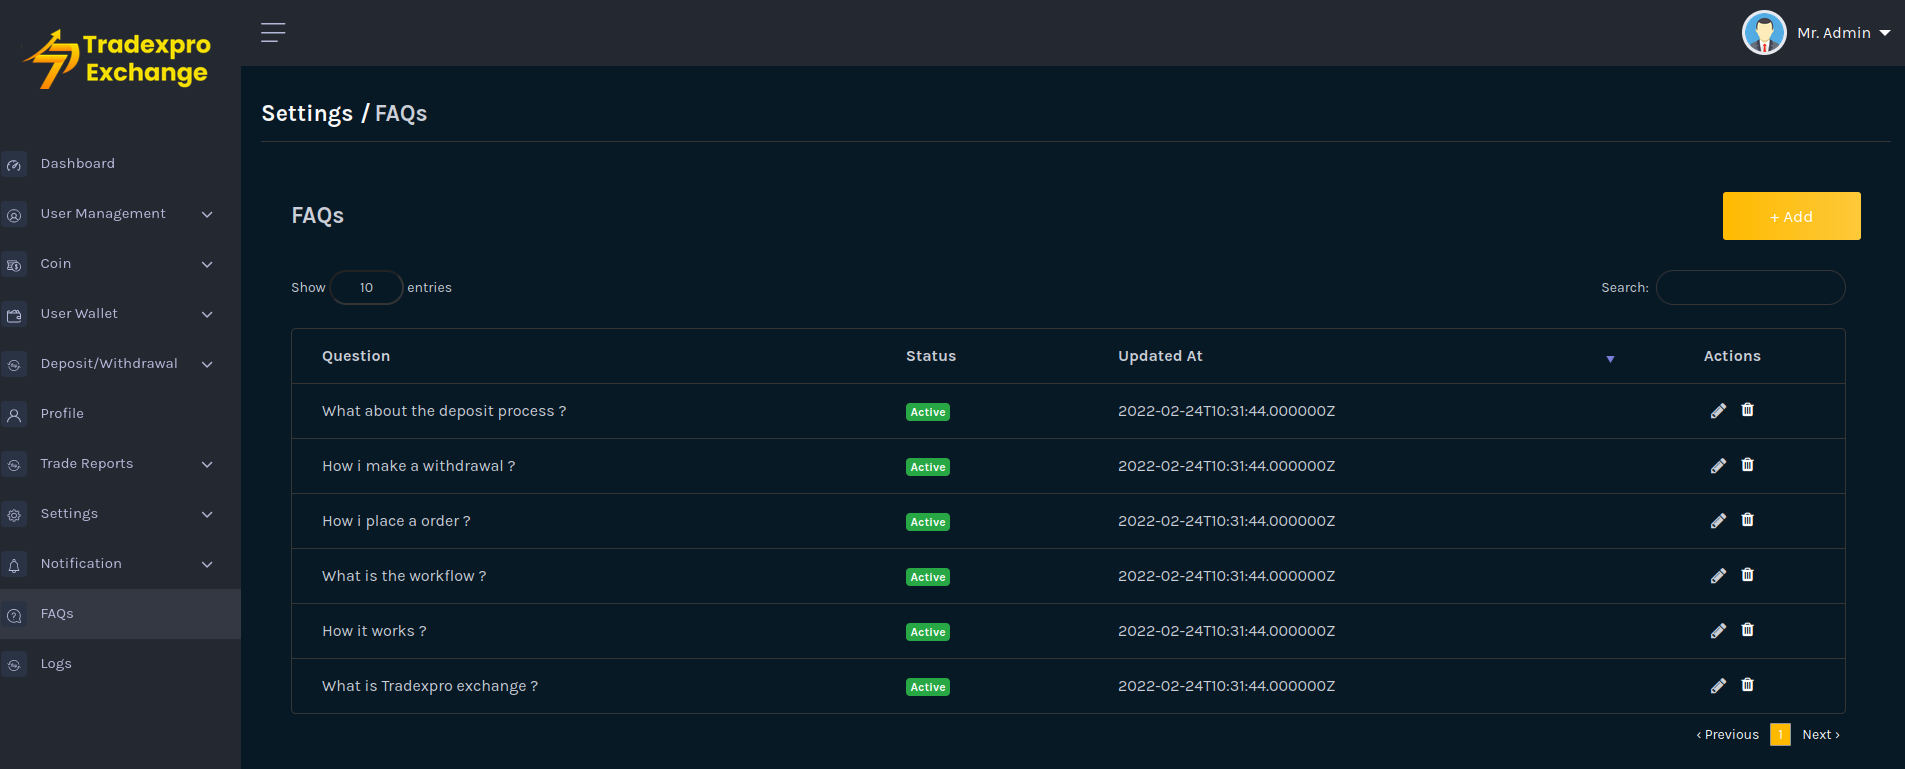 Tradexpro
Exchange
Mr. Admin
Settings / FAQs
Dashboard
User Management
Coin
User Wallet
Deposit/Withdrawal
Profile
Trade Reports
Settings
Notification
FAQs
Logs
FAQs
+ Add
Show 10 entries
Search:
Question Status Updated At Actions
What about the deposit process ? Active 2022-02-24T10:31:44.000000Z
How i make a withdrawal ? Active 2022-02-24T10:31:44.000000Z
How i place a order ? Active 2022-02-24T10:31:44.000000Z
What is the workflow ? Active 2022-02-24T10:31:44.000000Z
How it works ? Active 2022-02-24T10:31:44.000000Z
What is Tradexpro exchange ? Active 2022-02-24T10:31:44.000000Z
‹ Previous 1 Next ›